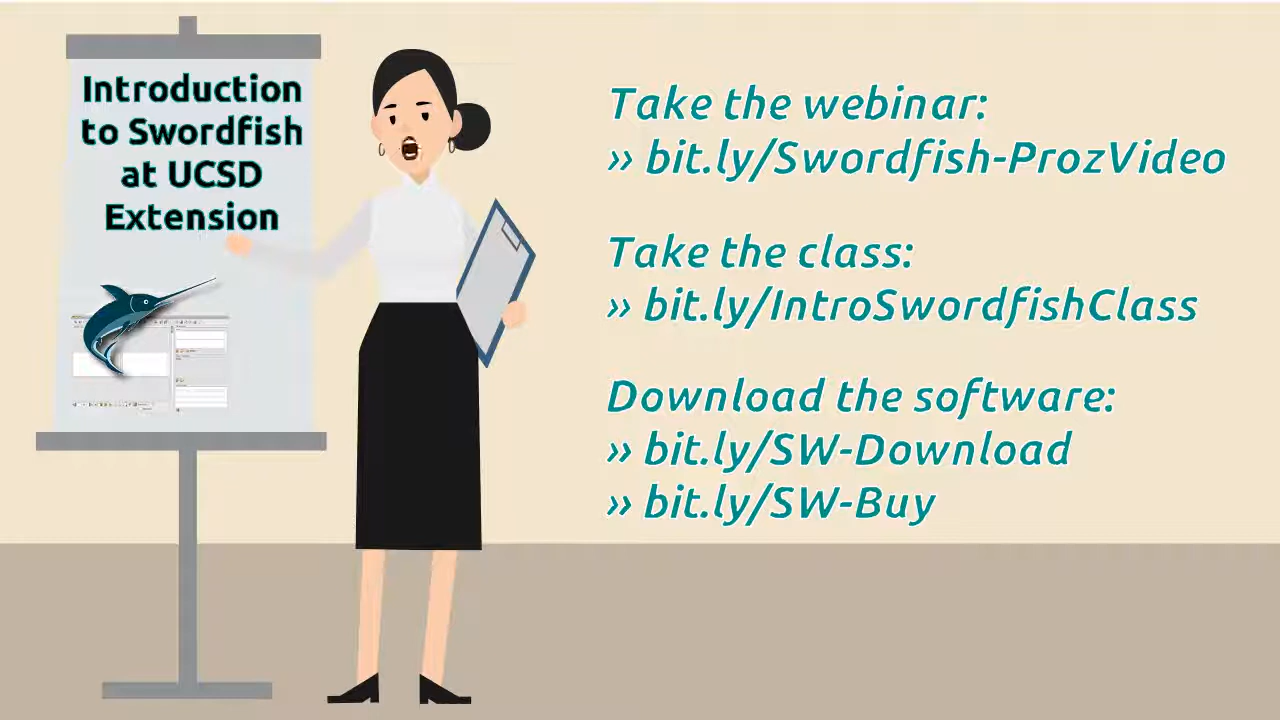 Introduction
to Swordfish
at UCSD
Extension
Take the webinar:
›› bit.ly/Swordfish-ProzVideo
Take the class:
›› bit.ly/IntroSwordfishClass
Download the software:
›› bit.ly/SW-Download
›› bit.ly/SW-Buy